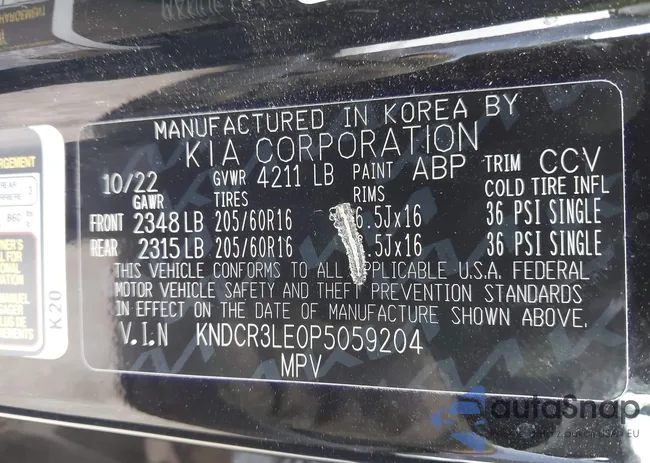 MANUFACTURED IN KOREA BY
KIA CORPORATION
10/22 GVWR 4211 LB PAINT ABP TRIM CCV
GAWR TIRES RIMS COLD TIRE INFL
FRONT 2348 LB 205/60R16 6.5Jx16 36 PSI SINGLE
REAR 2315 LB 205/60R16 .5Jx16 36 PSI SINGLE
THIS VEHICLE CONFORMS TO ALL PLICABLE U.S.A. FEDERAL
MOTOR VEHICLE SAFETY AND THEFT PREVENTION STANDARDS
IN EFFECT ON THE DATE OF MANUFACTURE SHOWN ABOVE.
V.I.N KNDCR3LE0P5059204
MPV
K20
autoSnap